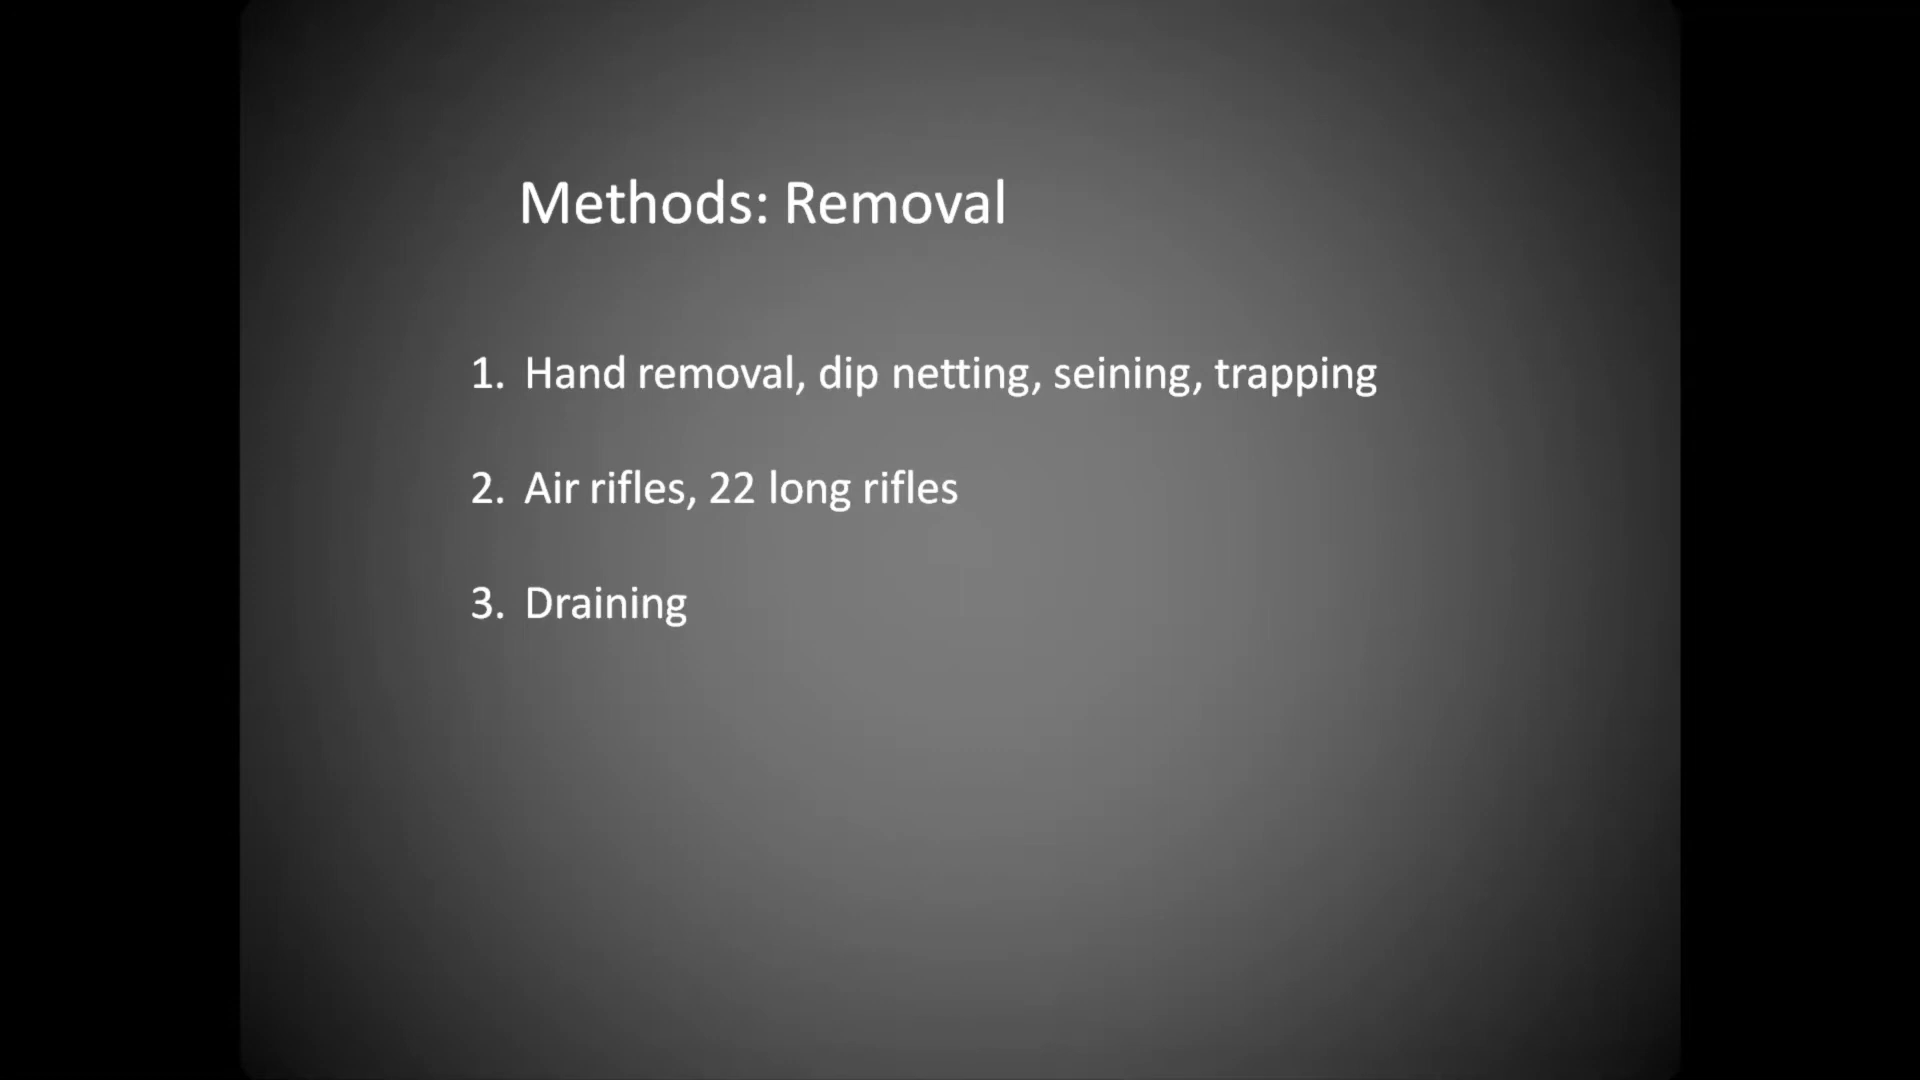 Methods: Removal
1. Hand removal, dip netting, seining, trapping
2. Air rifles, 22 long rifles
3. Draining